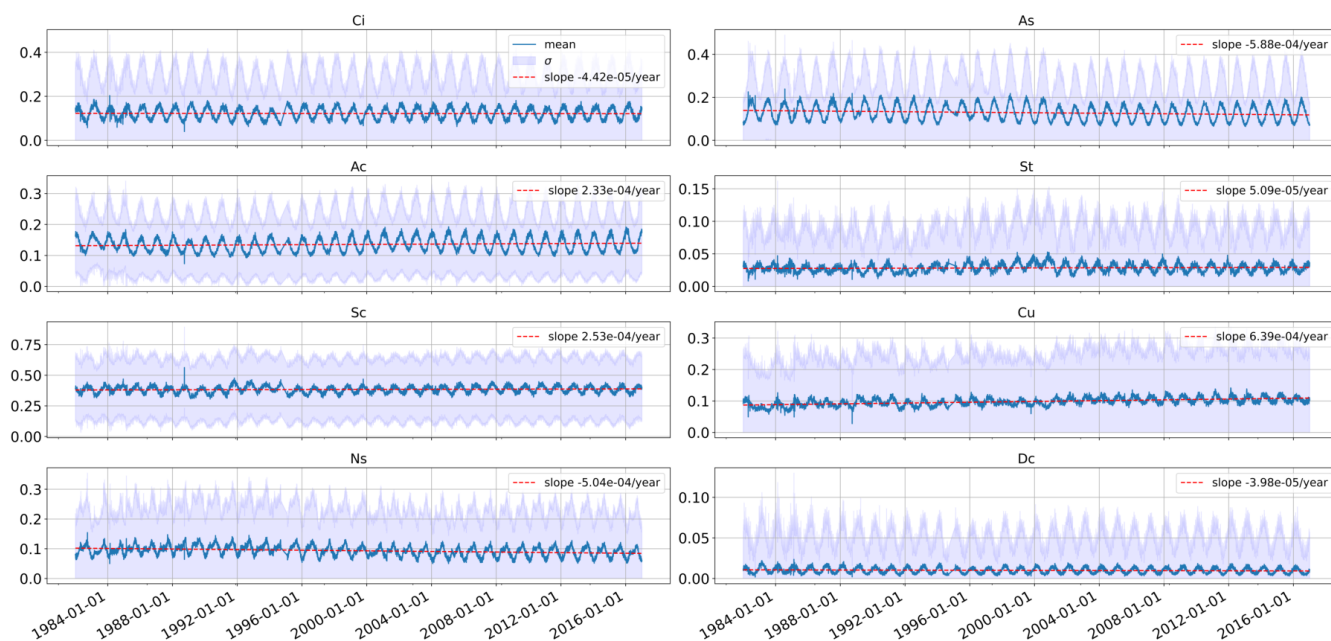 Ci
0.4
0.2
0.0
mean
σ
slope -4.42e-05/year
As
0.4
0.2
0.0
slope -5.88e-04/year
Ac
0.3
0.2
0.1
0.0
slope 2.33e-04/year
St
0.15
0.10
0.05
0.00
slope 5.09e-05/year
Sc
0.75
0.50
0.25
0.00
slope 2.53e-04/year
Cu
0.3
0.2
0.1
0.0
slope 6.39e-04/year
Ns
0.3
0.2
0.1
0.0
slope -5.04e-04/year
Dc
0.10
0.05
0.00
slope -3.98e-05/year
1984-01-01
1988-01-01
1992-01-01
1996-01-01
2000-01-01
2004-01-01
2008-01-01
2012-01-01
2016-01-01
1984-01-01
1988-01-01
1992-01-01
1996-01-01
2000-01-01
2004-01-01
2008-01-01
2012-01-01
2016-01-01